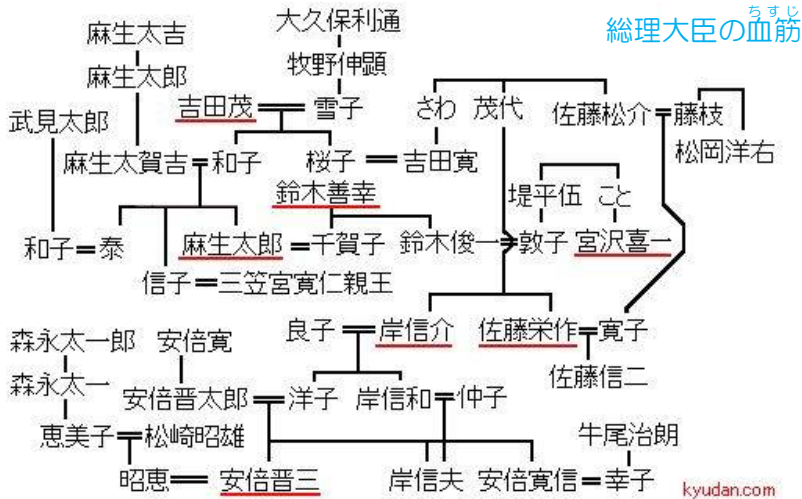 ちすじ
総理大臣の血筋
大久保利通
麻生太吉
牧野伸顕
麻生太郎
吉田茂 雪子 さわ 茂代 佐藤松介 藤枝
武見太郎
松岡洋右
麻生太賀吉 和子 桜子 吉田寛
鈴木善幸 堤平伍 こと
和子 泰 麻生太郎 千賀子 鈴木俊一 敦子 宮沢喜一
信子 三笠宮寛仁親王
森永太一郎 安倍寛 良子 岸信介 佐藤栄作 寛子
森永太一 佐藤信二
安倍晋太郎 洋子 岸信和 仲子
恵美子 松崎昭雄 牛尾治朗
昭恵 安倍晋三 岸信夫 安倍寛信 幸子
kyudan.com